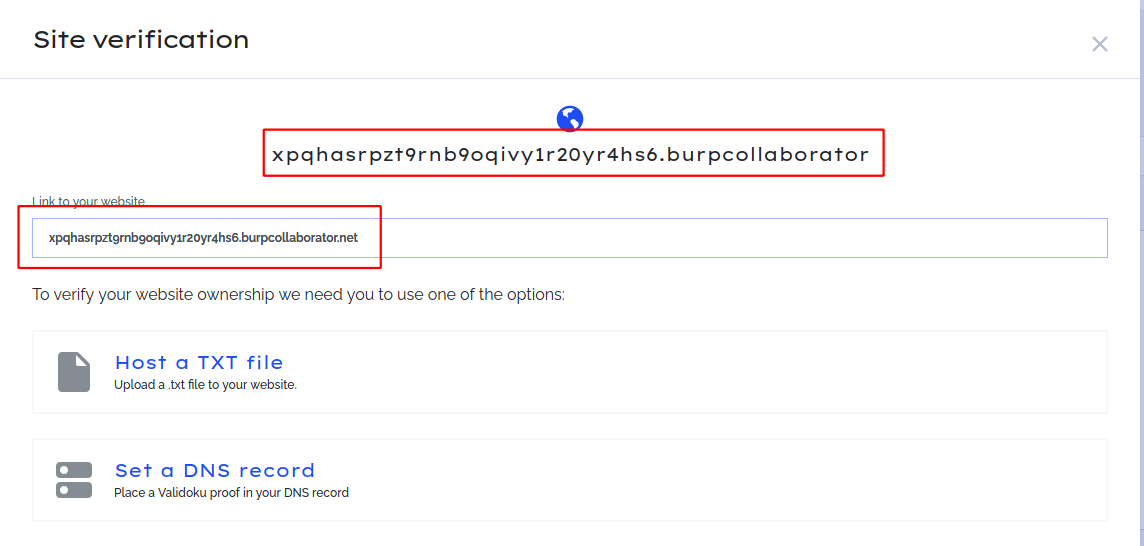 Site verification
xpqhasrpzt9rnb9oqivy1r20yr4hs6.burpcollaborator
Link to your website
xpqhasrpzt9rnb9oqivy1r20yr4hs6.burpcollaborator.net
To verify your website ownership we need you to use one of the options:
Host a TXT file
Upload a .txt file to your website.
Set a DNS record
Place a Validoku proof in your DNS record